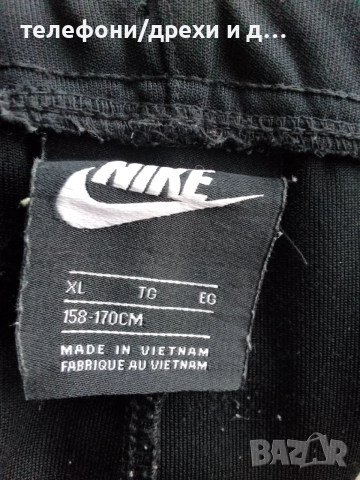 телефони/дрехи и д...
NIKE
XL TG EG
158-170CM
MADE IN VIETNAM
FABRIQUE AU VIETNAM
BAZAR